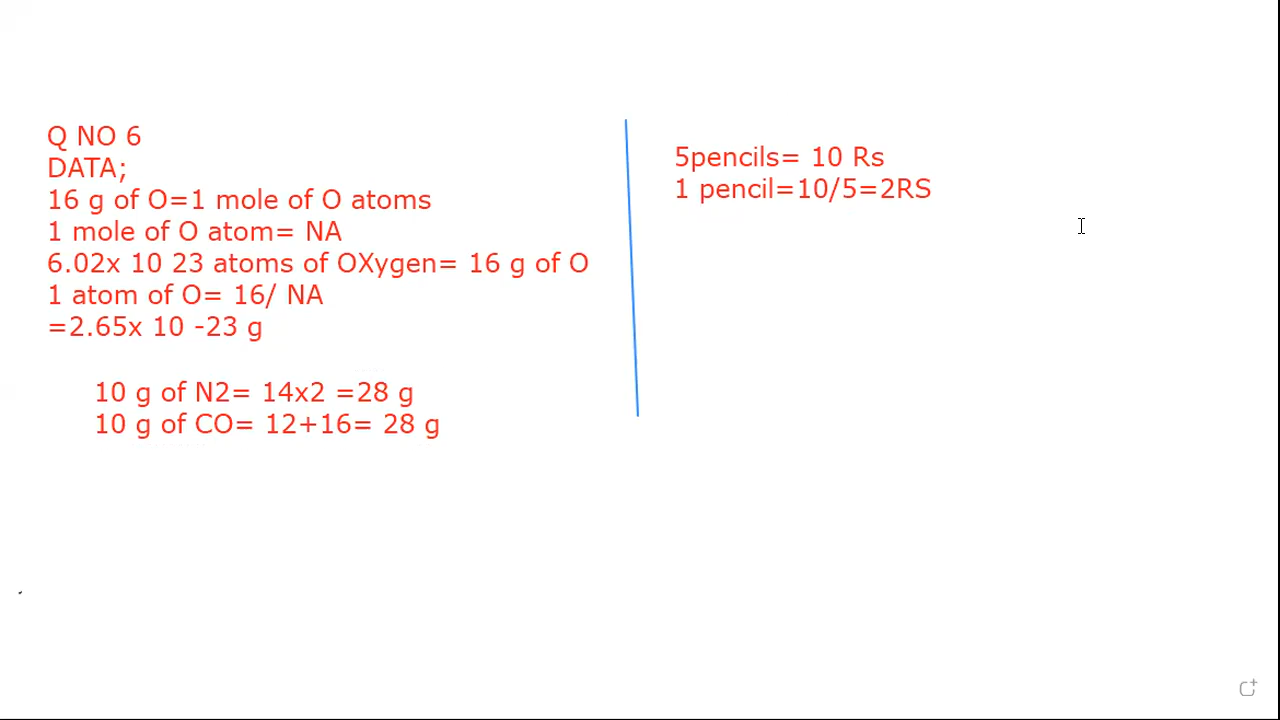 Q NO 6
DATA;
16 g of O=1 mole of O atoms
1 mole of O atom= NA
6.02x 10 23 atoms of OXygen= 16 g of O
1 atom of O= 16/ NA
=2.65x 10 -23 g
10 g of N2= 14x2 =28 g
10 g of CO= 12+16= 28 g
5pencils= 10 Rs
1 pencil=10/5=2RS